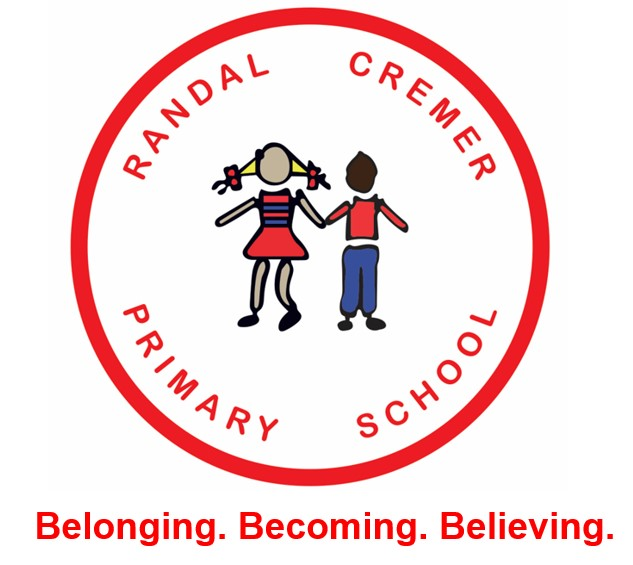 RANDAL CREMER
PRIMARY SCHOOL
Belonging. Becoming. Believing.